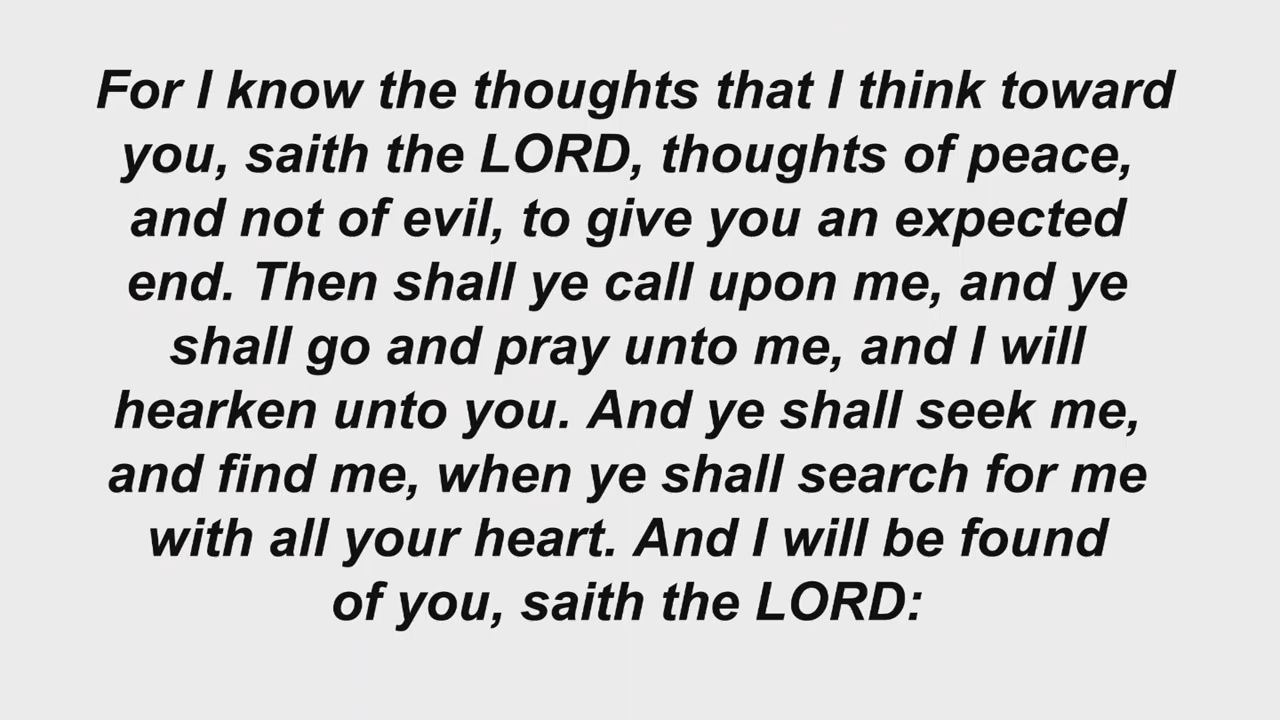 For I know the thoughts that I think toward
you, saith the LORD, thoughts of peace,
and not of evil, to give you an expected
end. Then shall ye call upon me, and ye
shall go and pray unto me, and I will
hearken unto you. And ye shall seek me,
and find me, when ye shall search for me
with all your heart. And I will be found
of you, saith the LORD: